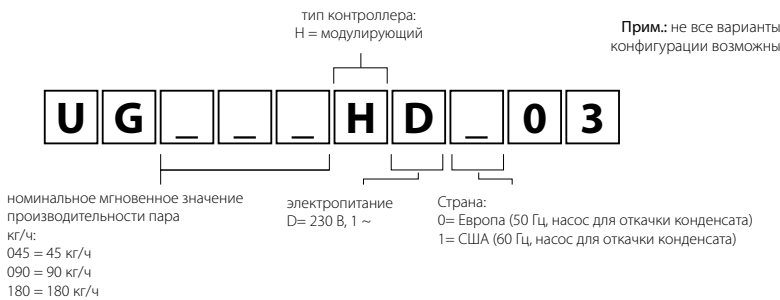 тип контроллера:
H = модулирующий
Прим.: не все варианты
конфигурации возможны
U G _ _ _ H D _ 0 3
номинальное мгновенное значение
производительности пара
кг/ч:
045 = 45 кг/ч
090 = 90 кг/ч
180 = 180 кг/ч
электропитание
D= 230 В, 1 ~
Страна:
0= Европа (50 Гц, насос для откачки конденсата)
1= США (60 Гц, насос для откачки конденсата)